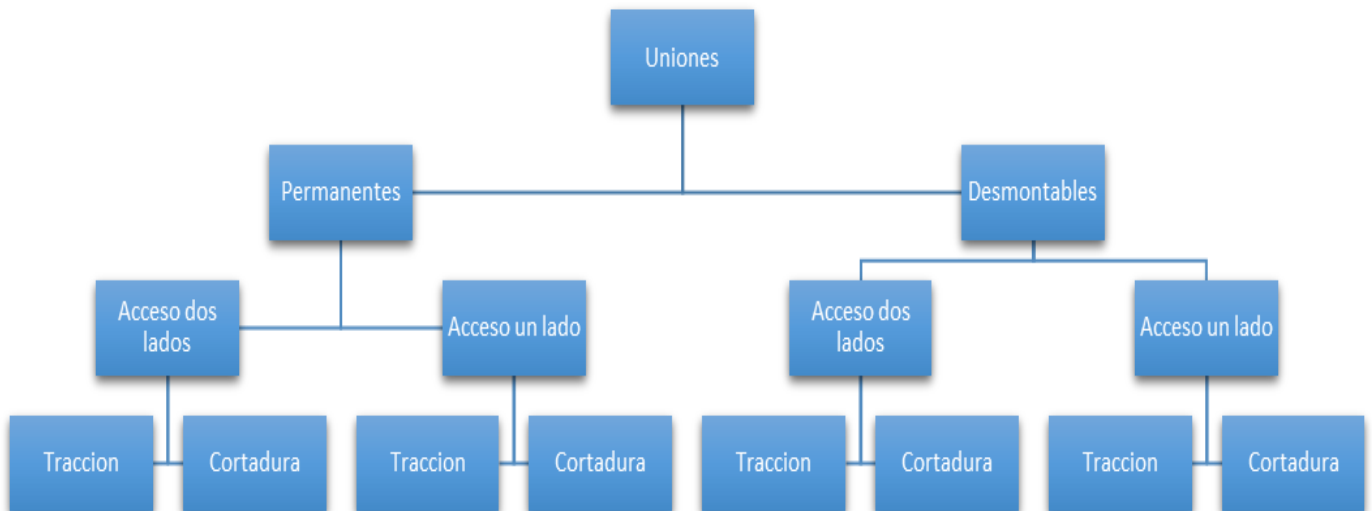 Uniones
Permanentes
Desmontables
Acceso dos
lados
Acceso un lado
Acceso dos
lados
Acceso un lado
Traccion
Cortadura
Traccion
Cortadura
Traccion
Cortadura
Traccion
Cortadura